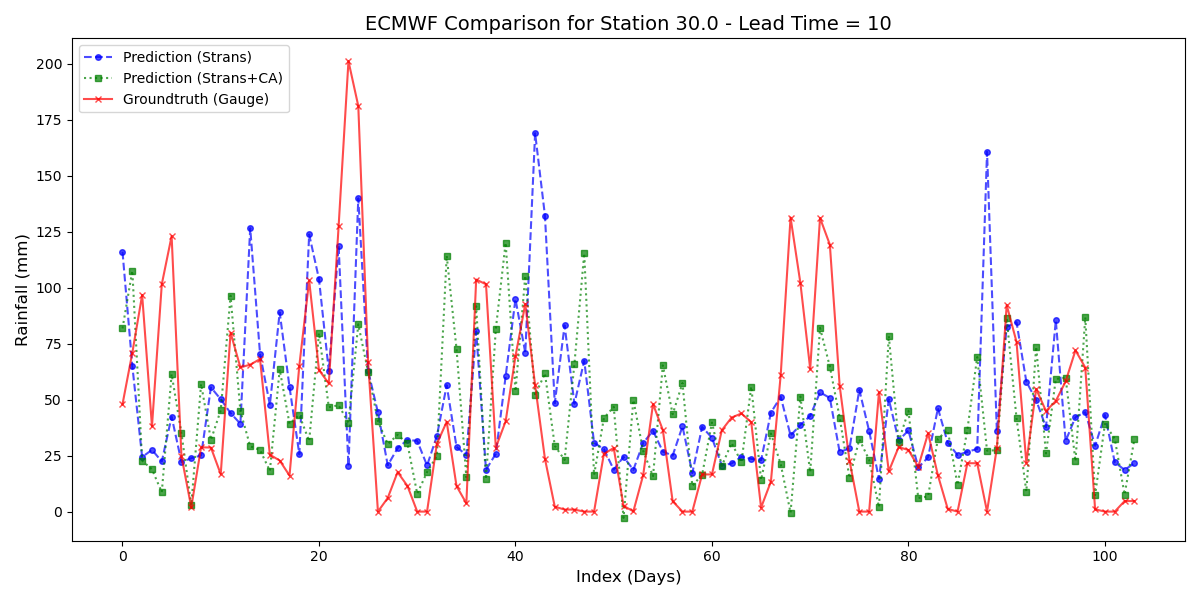 ECMWF Comparison for Station 30.0 - Lead Time = 10
Prediction (Strans)
Prediction (Strans+CA)
Groundtruth (Gauge)
Rainfall (mm)
200
175
150
125
100
75
50
25
0
0 20 40 60 80 100
Index (Days)